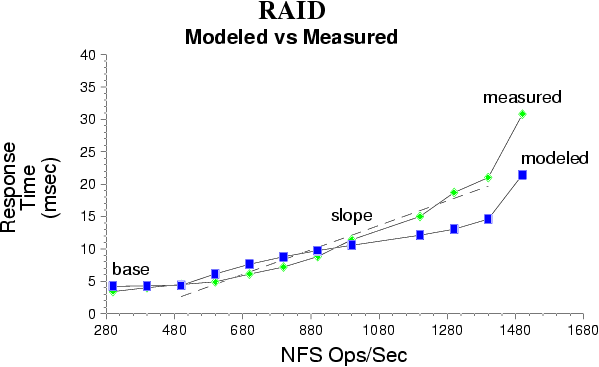 RAID
Modeled vs Measured
40
35
30
25
20
15
10
5
0
Response
Time
(msec)
measured
modeled
slope
base
280 480 680 880 1080 1280 1480 1680
NFS Ops/Sec